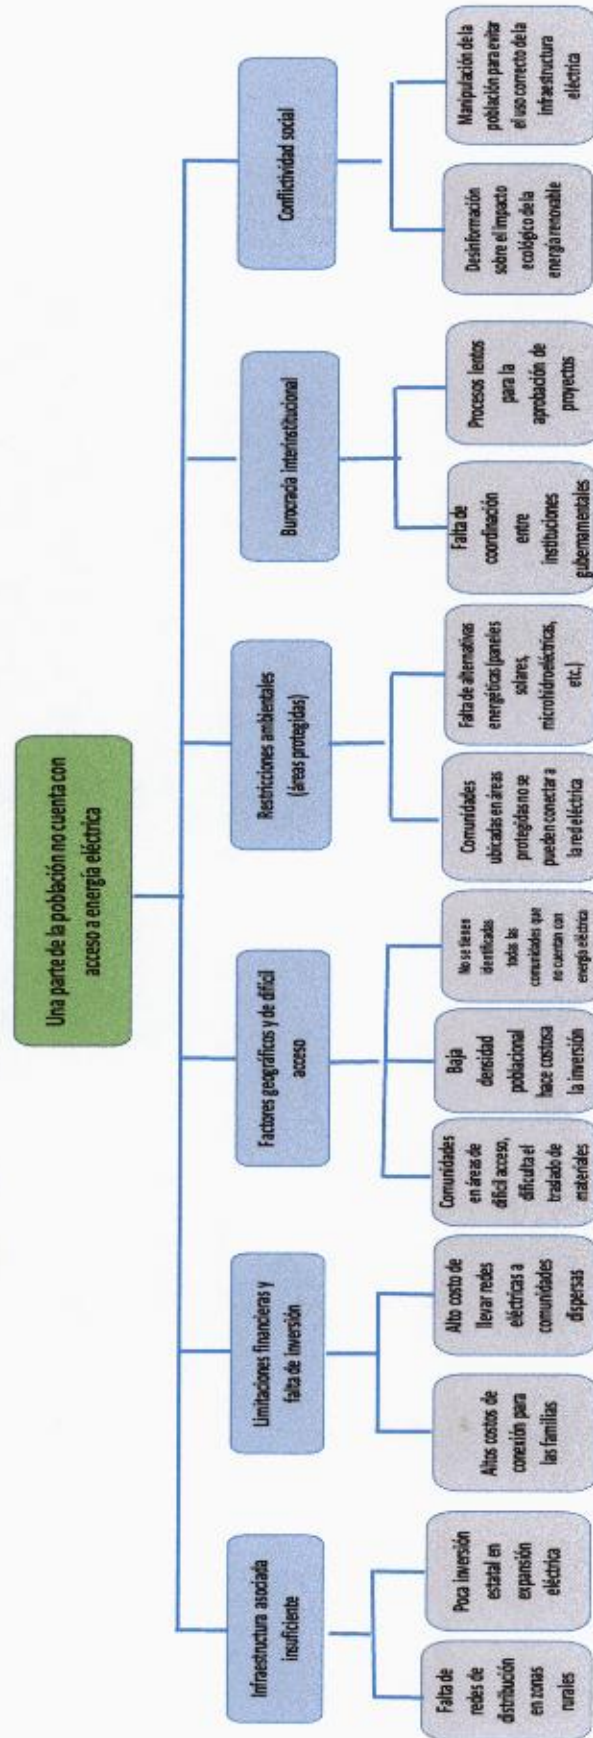 Una parte de la población no cuenta con
acceso a energía eléctrica
Infraestructura asociada
insuficiente
Limitaciones financieras y
falta de inversión
Factores geográficos y de difícil
acceso
Restricciones ambientales
(áreas protegidas)
Burocracia interinstitucional
Conflictividad social
Falta de
redes de
distribución
en zonas
rurales
Poca inversión
estatal en
expansión
eléctrica
Altos costos de
conexión para
las familias
Alto costo de
llevar redes
eléctricas a
comunidades
dispersas
Comunidades
en áreas de
difícil acceso,
dificulta el
traslado de
materiales
Baja
densidad
poblacional
hace costosa
la inversión
No se tienen
identificadas
todas las
comunidades que
no cuentan con
energía eléctrica
Comunidades
ubicadas en áreas
protegidas no se
pueden conectar a
la red eléctrica
Falta de alternativas
energéticas (paneles
solares,
microhidroeléctricas,
etc.)
Falta de
coordinación
entre
instituciones
gubernamentales
Procesos lentos
para la
aprobación de
proyectos
Desinformación
sobre el impacto
ecológico de la
energía renovable
Manipulación de la
población para evitar
el uso correcto de la
infraestructura
eléctrica